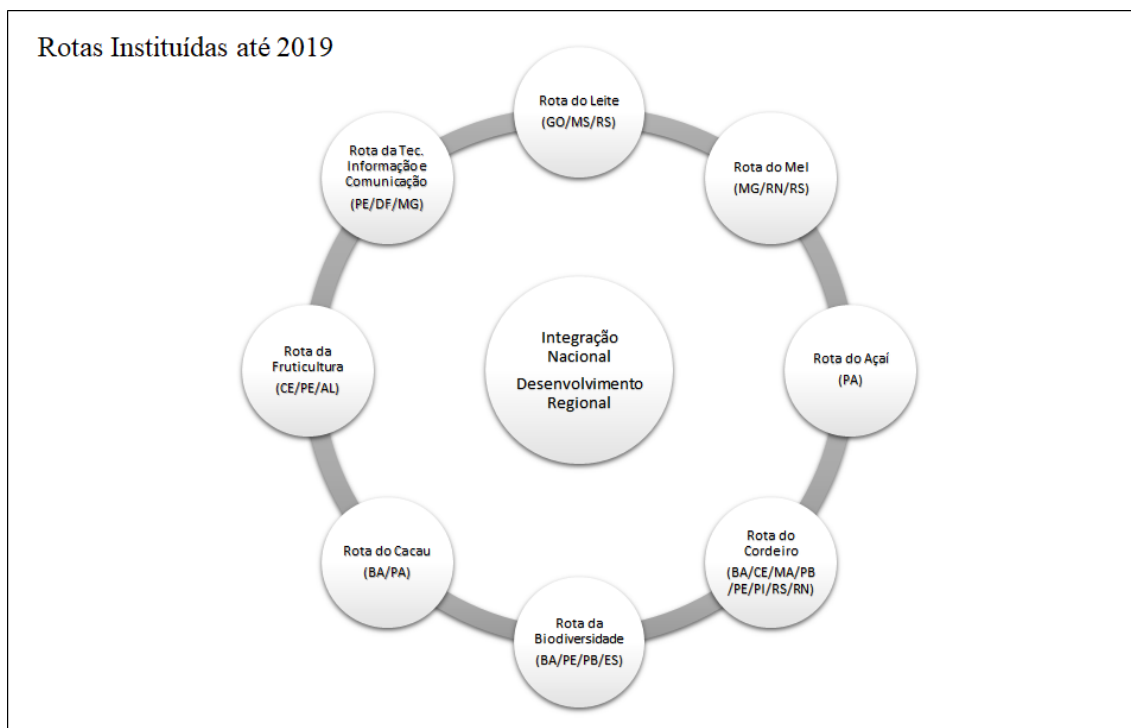 Rotas Instituídas até 2019
Rota do Leite
(GO/MS/RS)
Rota do Mel
(MG/RN/RS)
Rota do Açaí
(PA)
Rota do
Cordeiro
(BA/CE/MA/PB
/PE/PI/RS/RN)
Rota da
Biodiversidade
(BA/PE/PB/ES)
Rota do Cacau
(BA/PA)
Rota da
Fruticultura
(CE/PE/AL)
Rota da Tec.
Informação e
Comunicação
(PE/DF/MG)
Integração
Nacional
Desenvolvimento
Regional